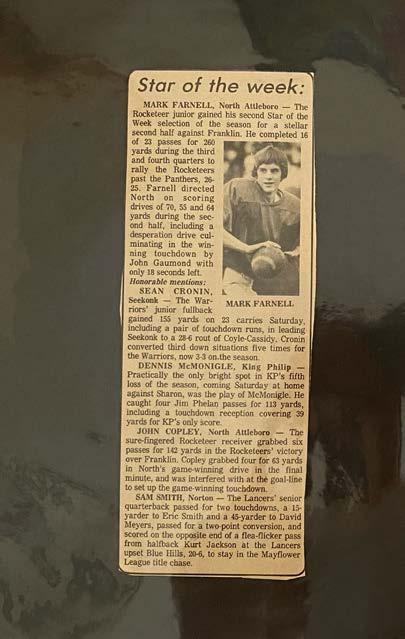 Star of the week:
MARK FARNELL, North Attleboro — The
Rocketeer junior gained his second Star of the
Week selection of the season for a stellar
second half against Franklin. He completed 16
of 23 passes for 260
yards during the third
and fourth quarters to
rally the Rocketeers
past the Panthers, 26-
25. Farnell directed
North on scoring
drives of 70, 55 and 64
yards during the sec-
ond half, including a
desperation drive cul-
minating in the win-
ning touchdown by
John Gaumond with
only 18 seconds left.
Honorable mentions:
SEAN CRONIN,
Seekonk — The War-
riors' junior fullback
MARK FARNELL
gained 155 yards on 23 carries Saturday,
including a pair of touchdown runs, in leading
Seekonk to a 28-6 rout of Coyle-Cassidy. Cronin
converted third down situations five times for
the Warriors, now 3-3 on.the season.
DENNIS McMONIGLE, King Philip —
Practically the only bright spot in KP's fifth
loss of the season, coming Saturday at home
against Sharon, was the play of McMonigle. He
caught four Jim Phelan passes for 113 yards,
including a touchdown reception covering 39
yards for KP's only score.
JOHN COPLEY, North Attleboro — The
sure-fingered Rocketeer receiver grabbed six
passes for 142 yards in the Rocketeers' victory
over Franklin. Copley grabbed four for 63 yards
in North's game-winning drive in the final
minute, and was interfered with at the goal-line
to set up the game-winning touchdown.
SAM SMITH, Norton — The Lancers' senior
quarterback passed for two touchdowns, a 15-
yarder to Eric Smith and a 45-yarder to David
Meyers, passed for a two-point conversion, and
scored on the opposite end of a flea-flicker pass
from halfback Kurt Jackson at the Lancers
upset Blue Hills, 20-6, to stay in the Mayflower
League title chase.